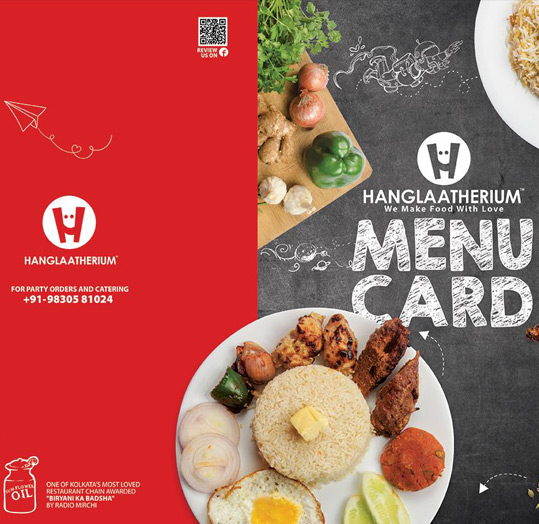 REVIEW
US ON f
HANGLAATHERIUM™
FOR PARTY ORDERS AND CATERING
+91-98305 81024
SUNFLOWER
OIL
ONE OF KOLKATA'S MOST LOVED
RESTAURANT CHAIN AWARDED
"BIRYANI KA BADSHA"
BY RADIO MIRCHI
HANGLAATHERIUM™
We Make Food With Love
MENU
CARD